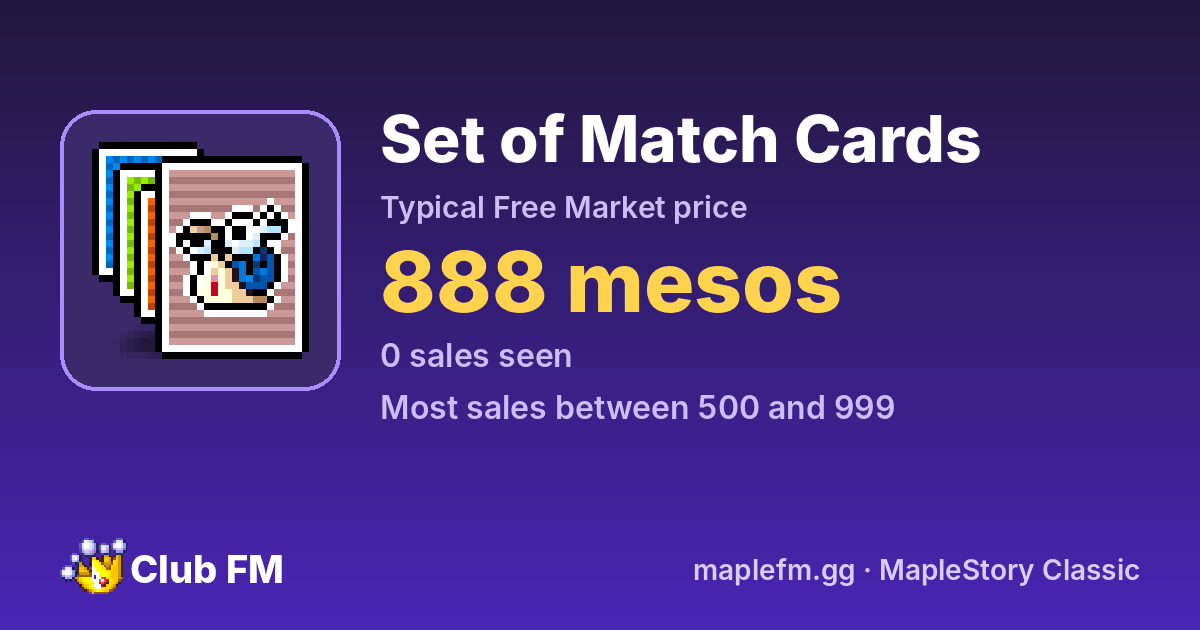 Set of Match Cards
Typical Free Market price
888 mesos
0 sales seen
Most sales between 500 and 999
Club FM
maplefm.gg · MapleStory Classic